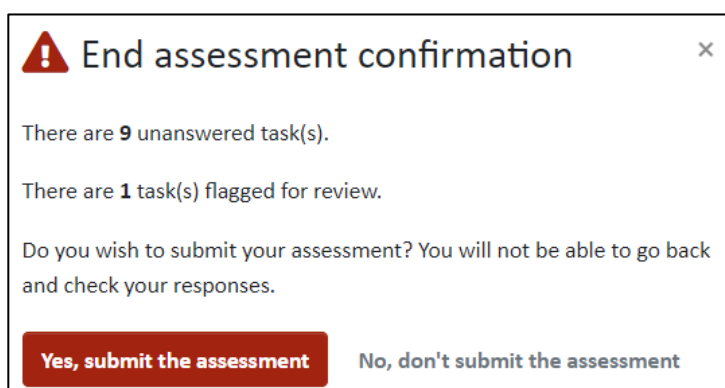 End assessment confirmation ×
There are 9 unanswered task(s).
There are 1 task(s) flagged for review.
Do you wish to submit your assessment? You will not be able to go back
and check your responses.
Yes, submit the assessment No, don't submit the assessment